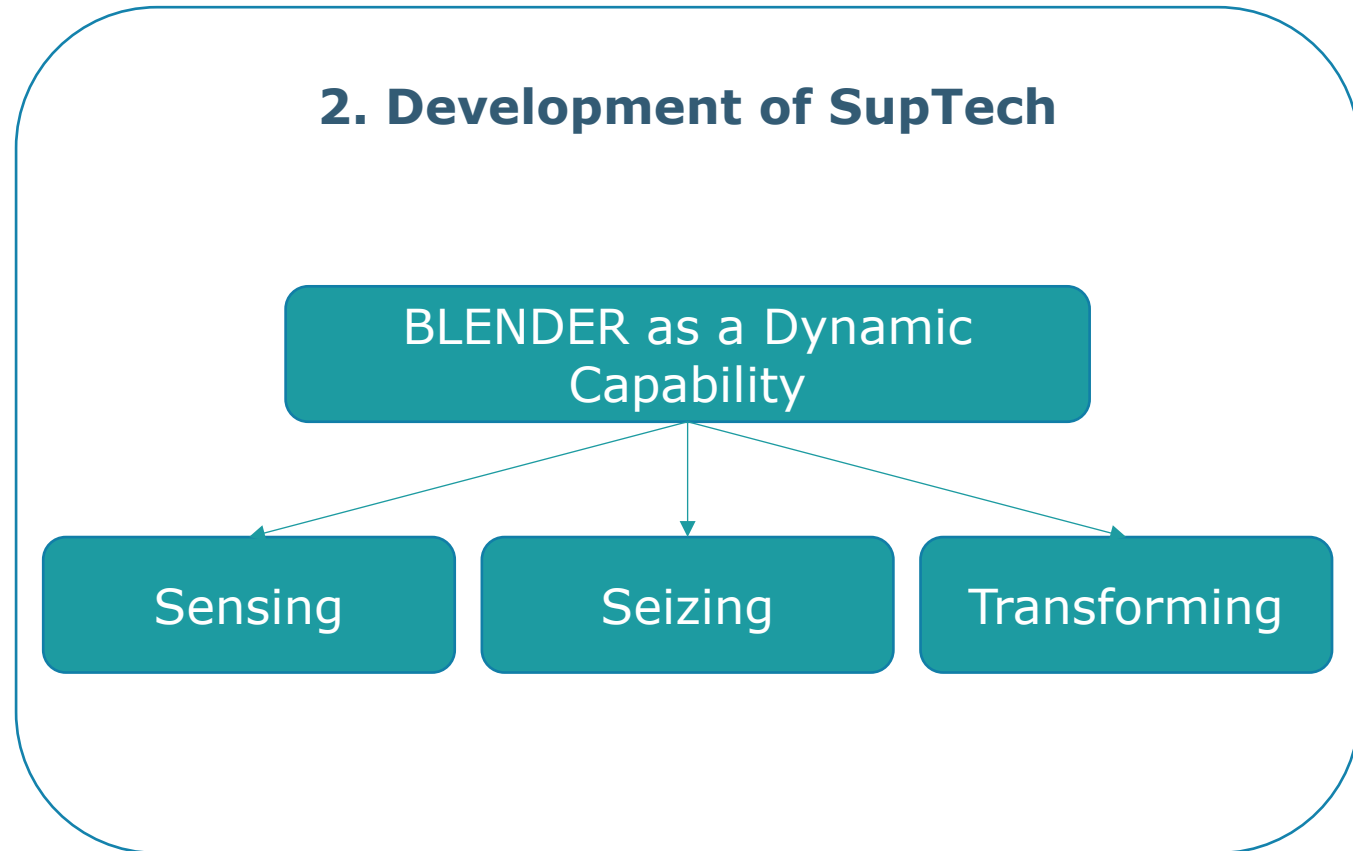 2. Development of SupTech
BLENDER as a Dynamic
Capability
Sensing
Seizing
Transforming